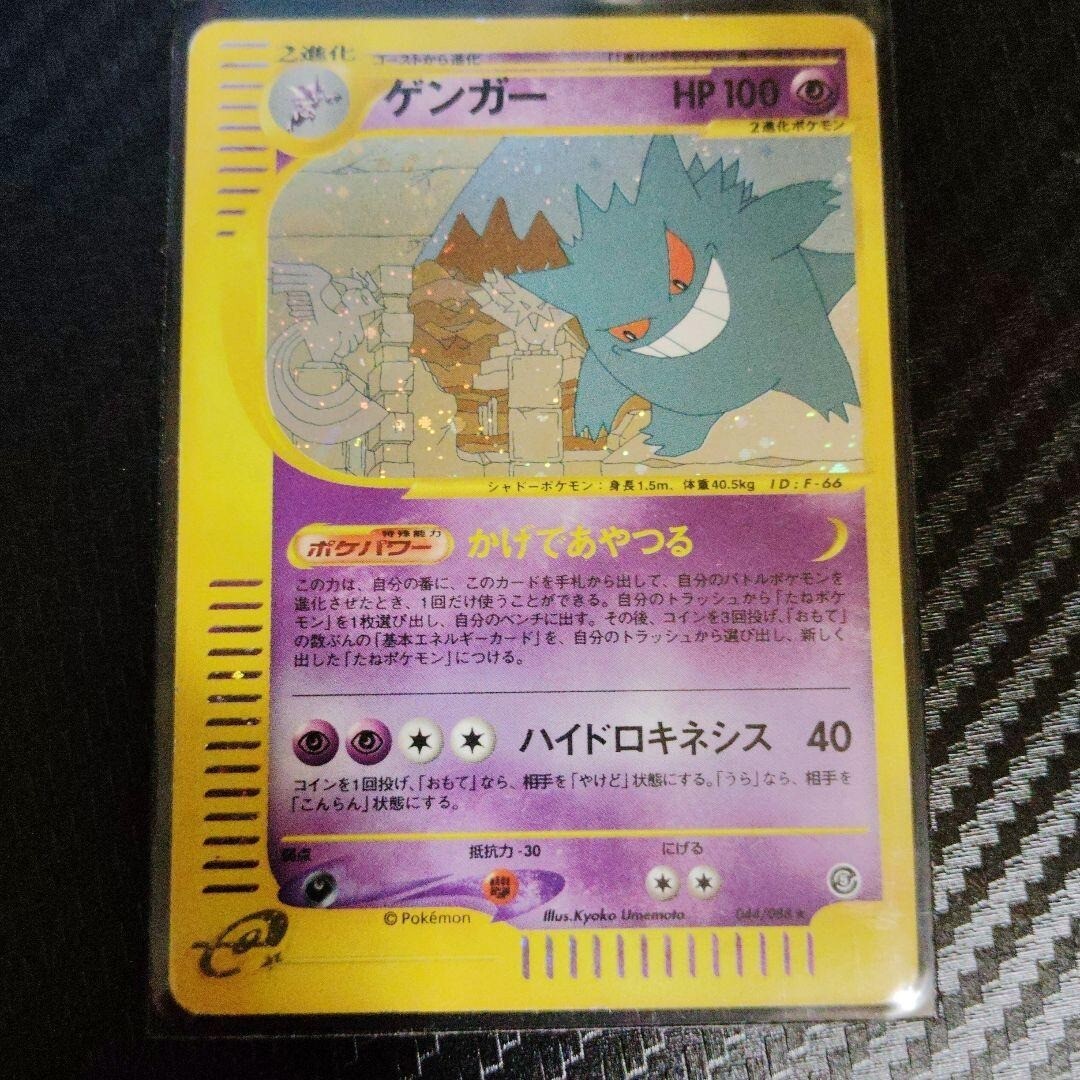 2進化 ゴーストから進化
ゲンガー HP 100
2進化ポケモン
シャドーポケモン：身長1.5m、体重40.5kg ID:F-66
特殊能力
ポケパワー かげであやつる
この力は、自分の番に、このカードを手札から出して、自分のバトルポケモンを
進化させたとき、1回だけ使うことができる。自分のトラッシュから「たねポケ
モン」を1枚選び出し、自分のベンチに出す。その後、コインを3回投げ、「おもて」
の数ぶんの「基本エネルギーカード」を、自分のトラッシュから選び出し、新しく
出した「たねポケモン」につける。
ハイドロキネシス 40
コインを1回投げ、「おもて」なら、相手を「やけど」状態にする。「うら」なら、相手を
「こんらん」状態にする。
弱点 抵抗力 -30 にげる
©Pokémon Illus.Kyoko Umemoto 044/088 ★
e